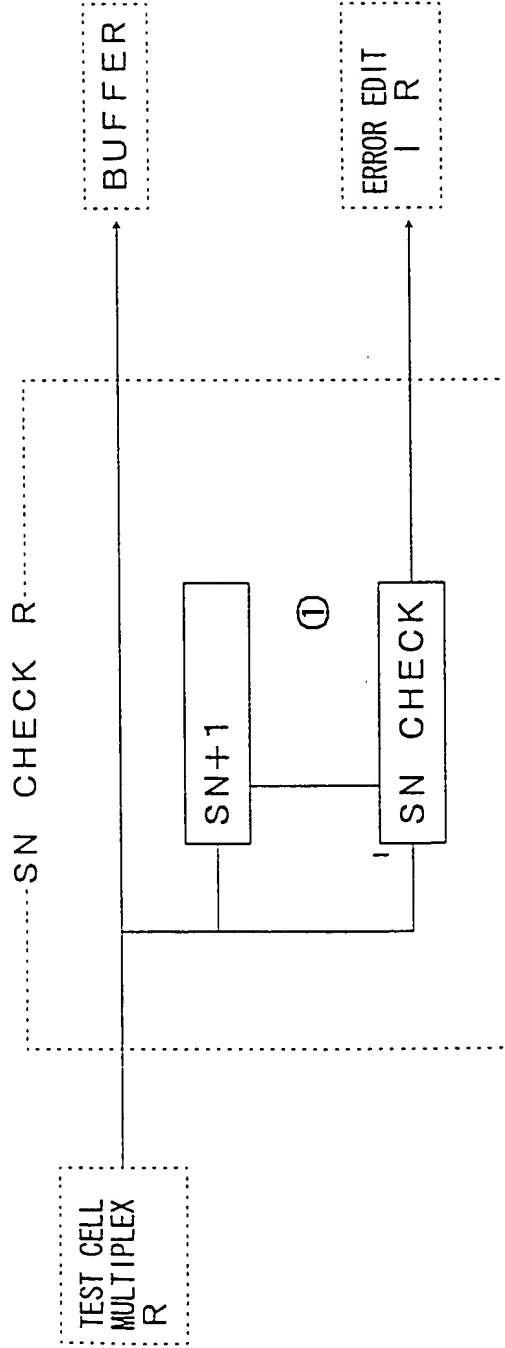 SN CHECK R
TEST CELL
MULTIPLEX
R
BUFFER
SN+1
①
SN CHECK
ERROR EDIT
I R